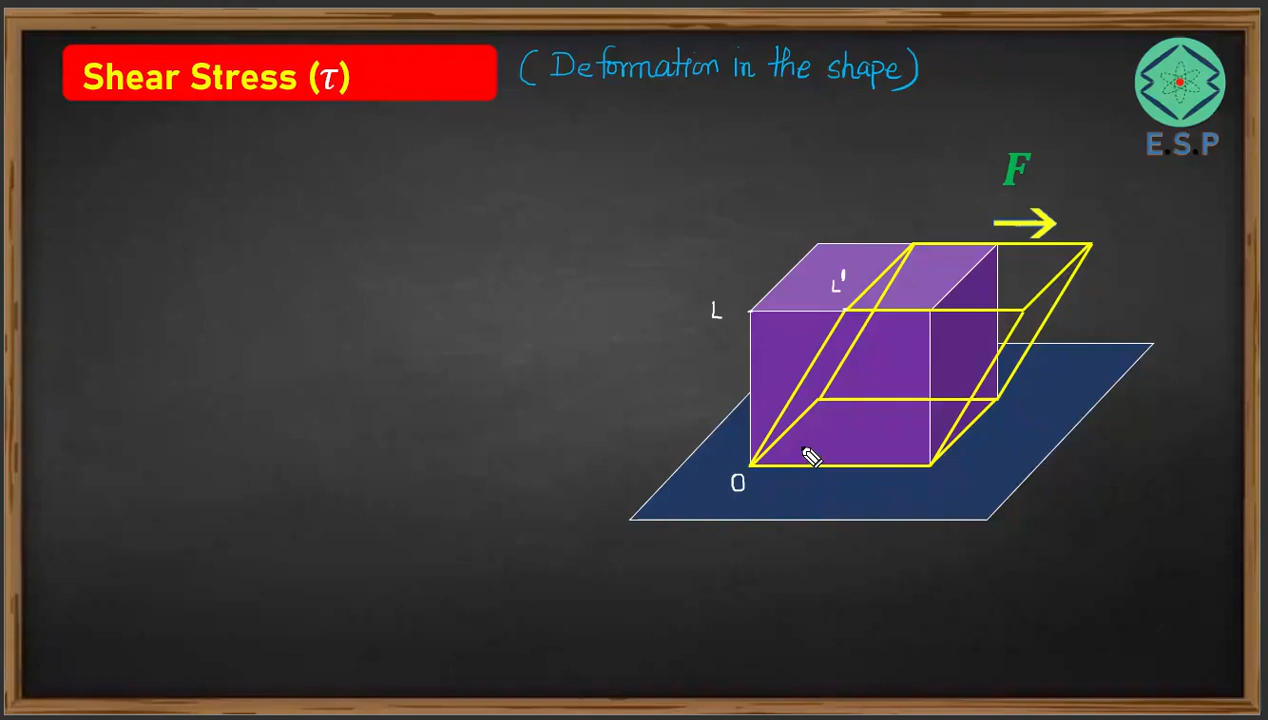 Shear Stress (τ)
( Deformation in the shape)
E.S.P
F
L'
L
O